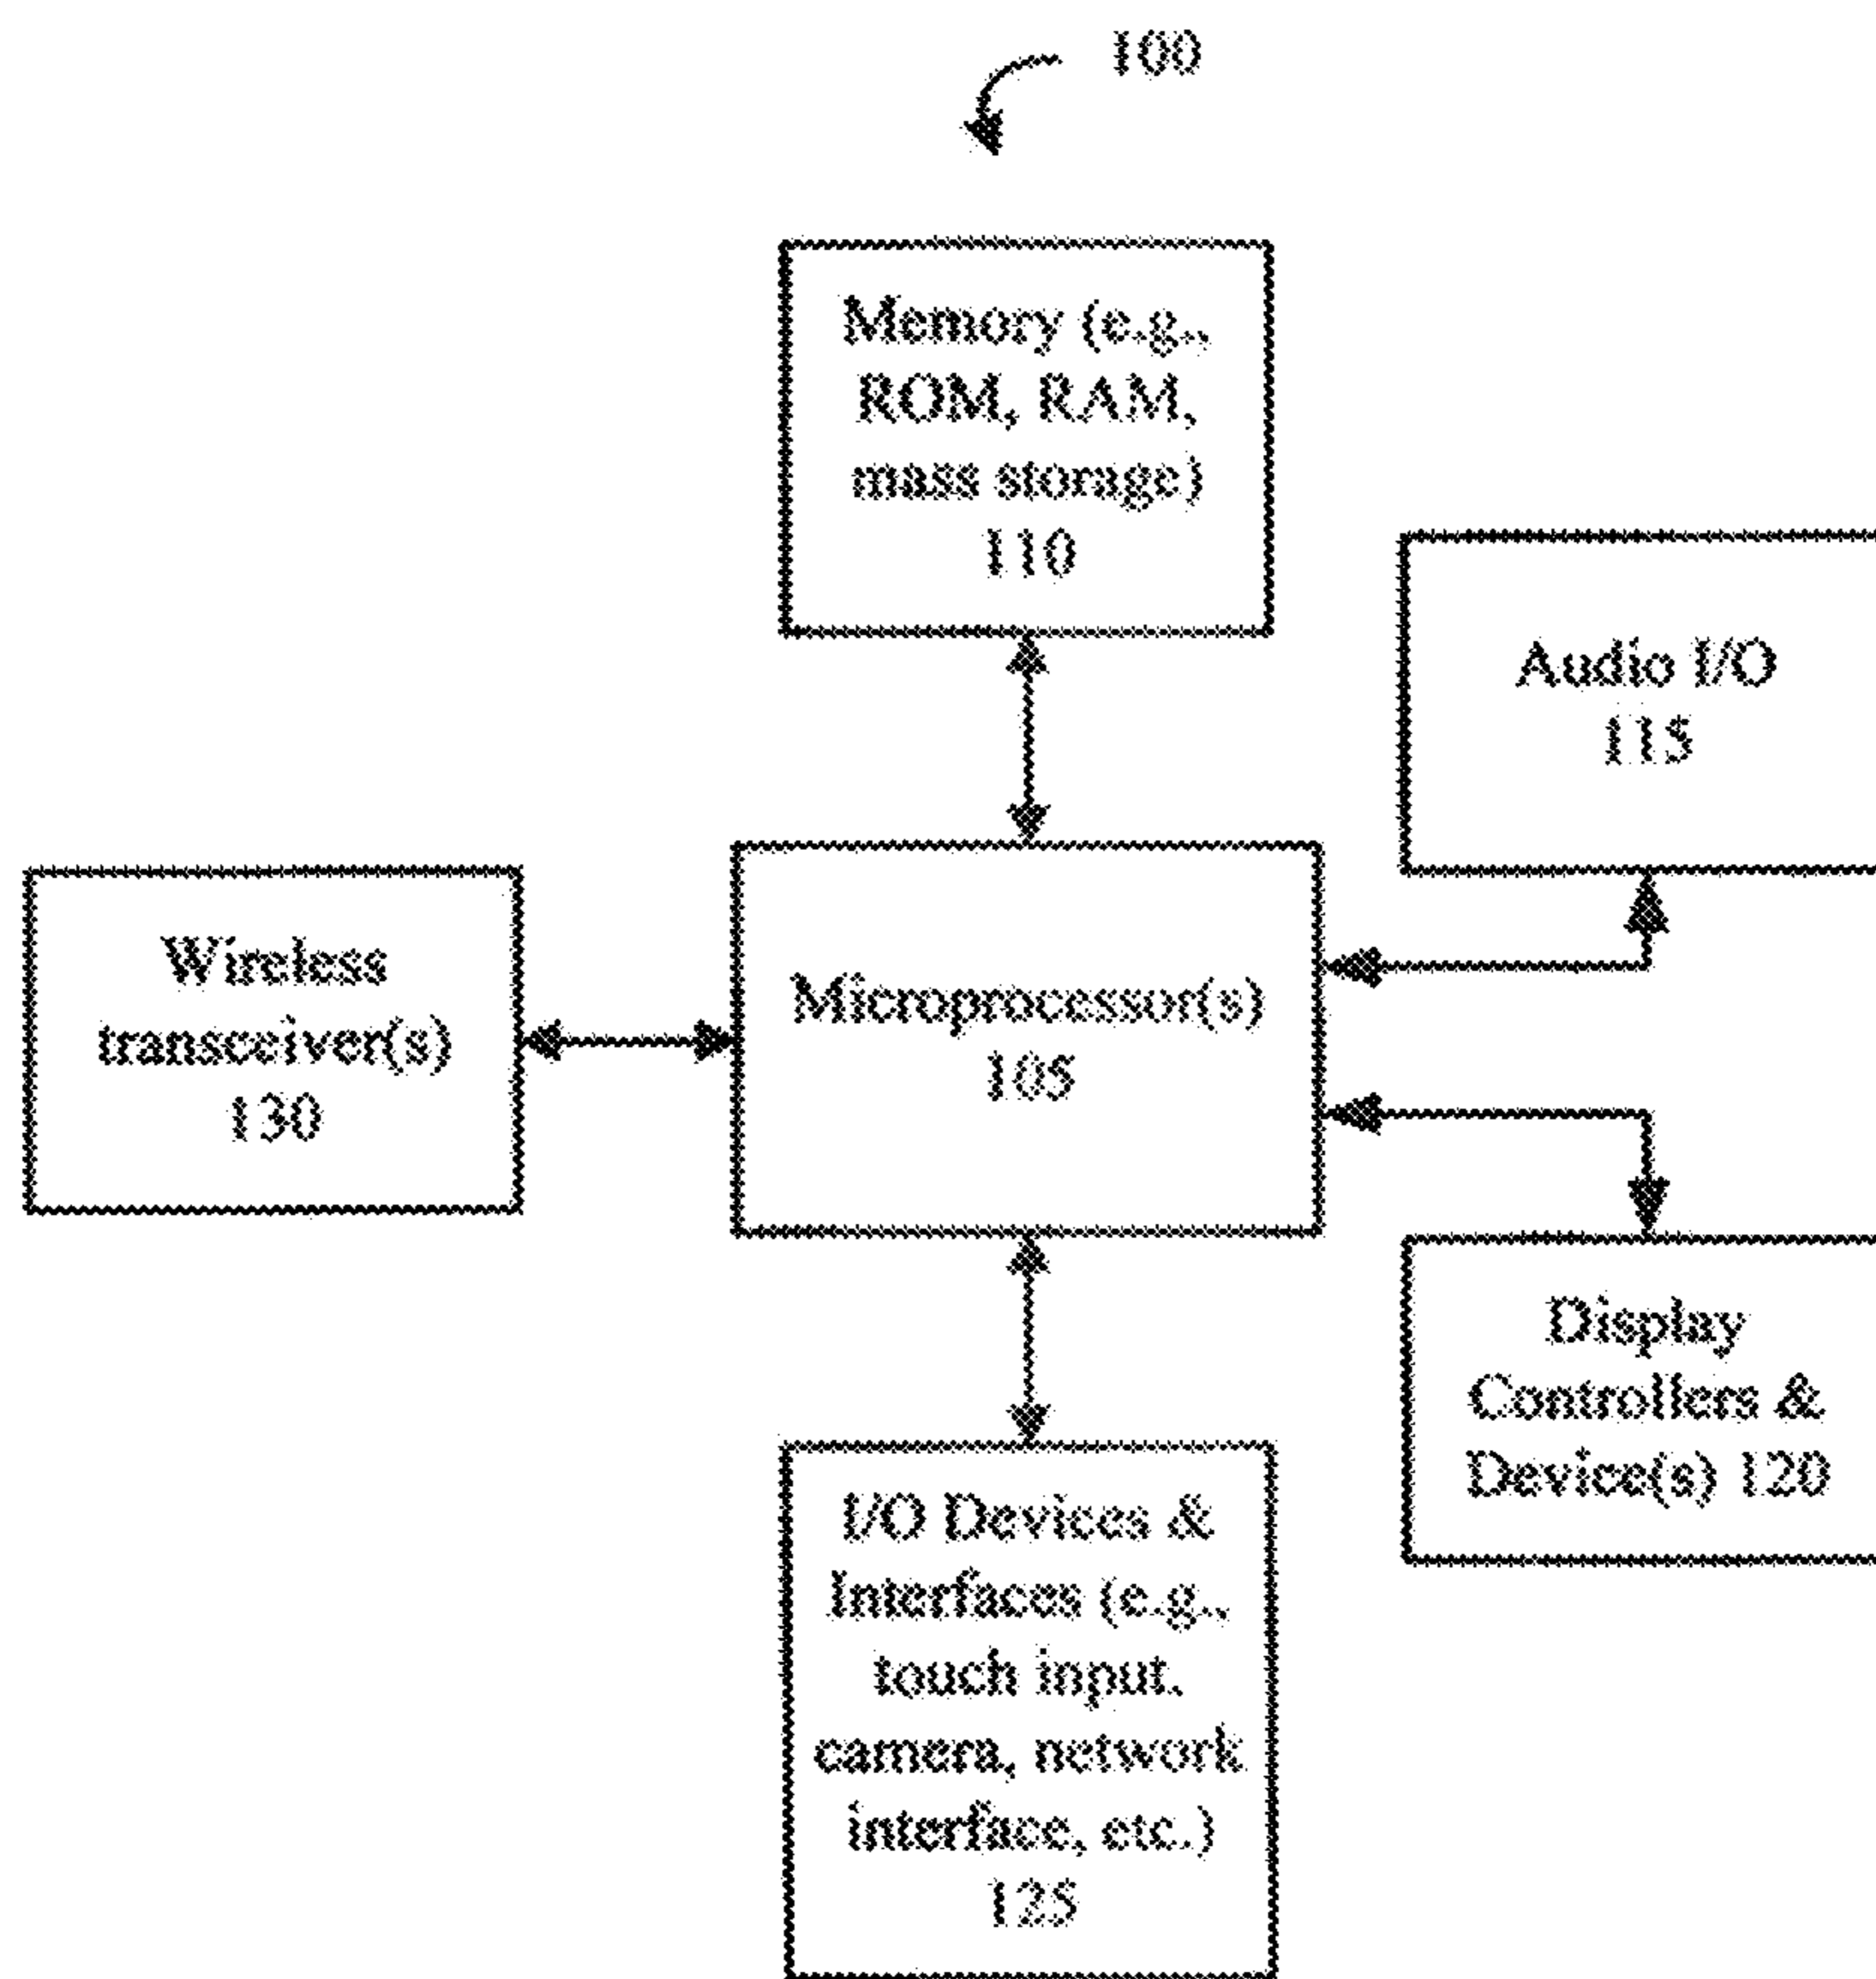 100
Memory (e.g.,
ROM, RAM,
mass storage)
110
Audio I/O
115
Wireless
transceiver(s)
130
Microprocessor(s)
105
Display
Controllers &
Device(s) 120
I/O Devices &
Interfaces (e.g.,
touch input,
camera, network
interface, etc.)
125